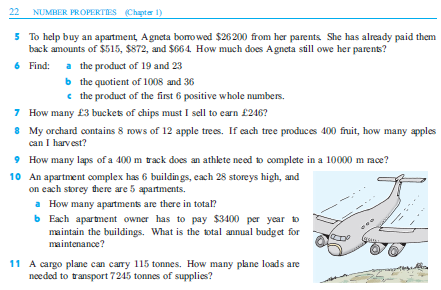 22 NUMBER PROPERTIES (Chapter 1)
5 To help buy an apartment, Agneta borrowed $26 200 from her parents. She has already paid them
back amounts of $515, $872, and $664. How much does Agneta still owe her parents?
6 Find: a the product of 19 and 23
b the quotient of 1008 and 36
c the product of the first 6 positive whole numbers.
7 How many £3 buckets of chips must I sell to earn £246?
8 My orchard contains 8 rows of 12 apple trees. If each tree produces 400 fruit, how many apples
can I harvest?
9 How many laps of a 400 m track does an athlete need to complete in a 10 000 m race?
10 An apartment complex has 6 buildings, each 28 storeys high, and
on each storey there are 5 apartments.
a How many apartments are there in total?
b Each apartment owner has to pay $3400 per year to
maintain the buildings. What is the total annual budget for
maintenance?
11 A cargo plane can carry 115 tonnes. How many plane loads are
needed to transport 7245 tonnes of supplies?